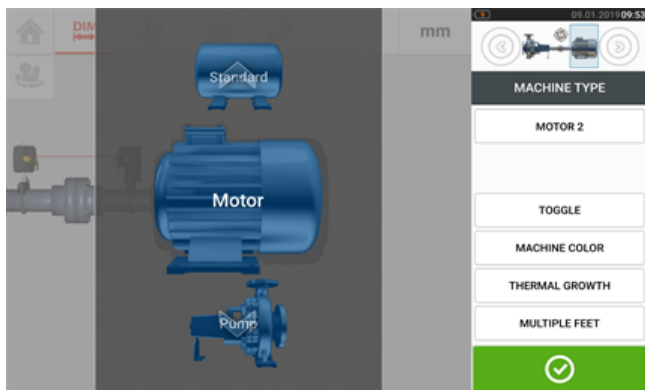 DIM
mm
Standard
Motor
Pump
09.01.2019 09:53
MACHINE TYPE
MOTOR 2
TOGGLE
MACHINE COLOR
THERMAL GROWTH
MULTIPLE FEET